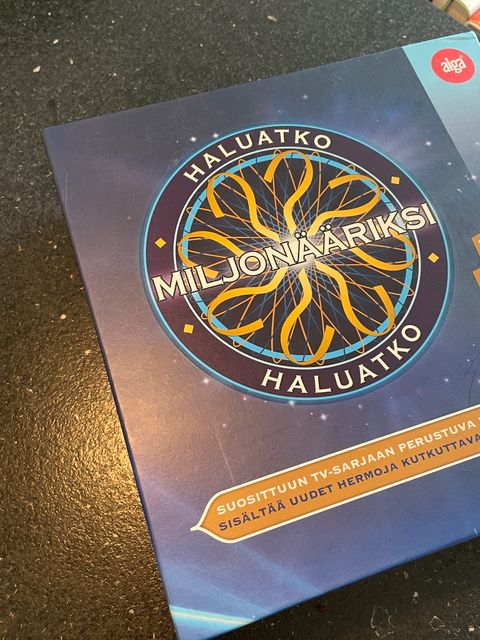 alga
HALUATKO
MILJONÄÄRIKSI
HALUATKO
SUOSITTUUN TV-SARJAAN PERUSTUVA
SISÄLTÄÄ UUDET HERMOJA KUTKUTTAVA